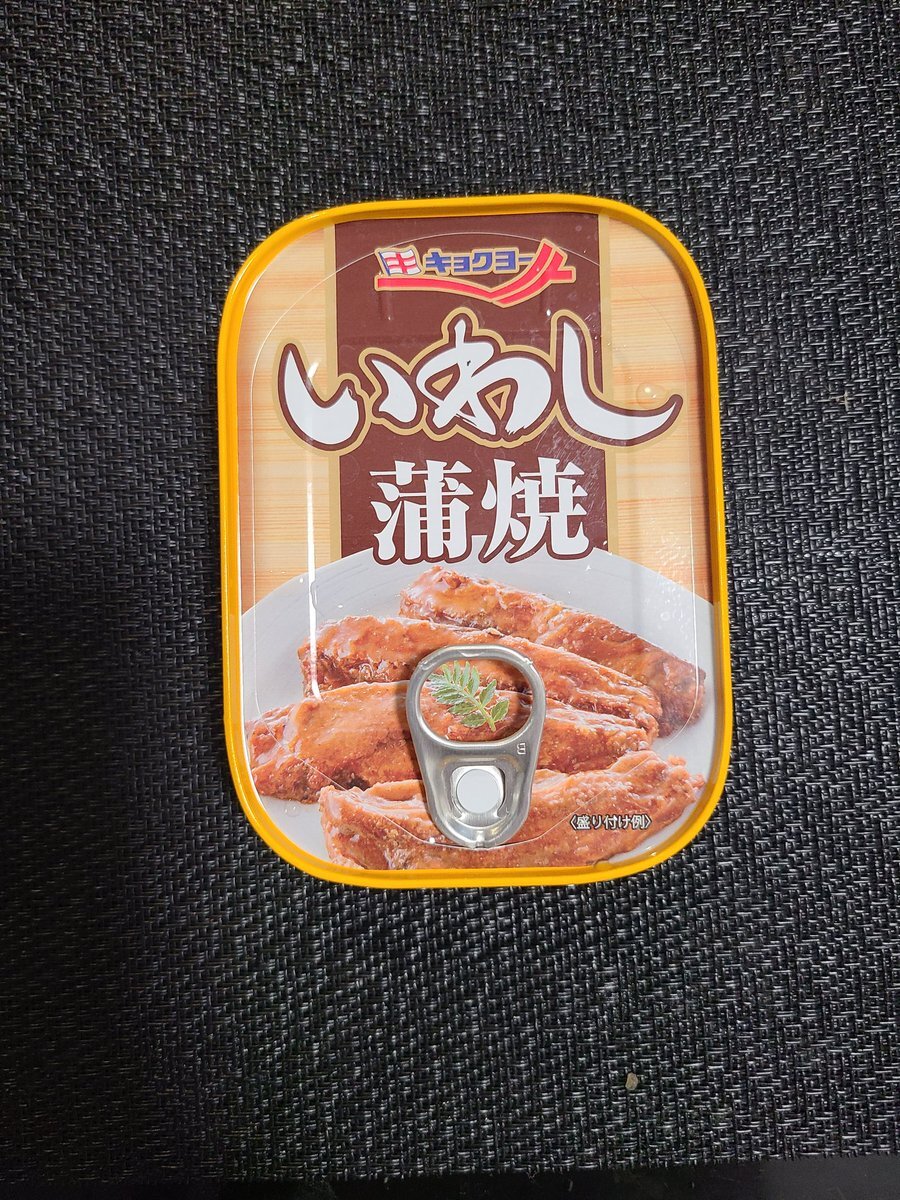 キョクヨー
いわし
蒲焼
〈盛り付け例〉